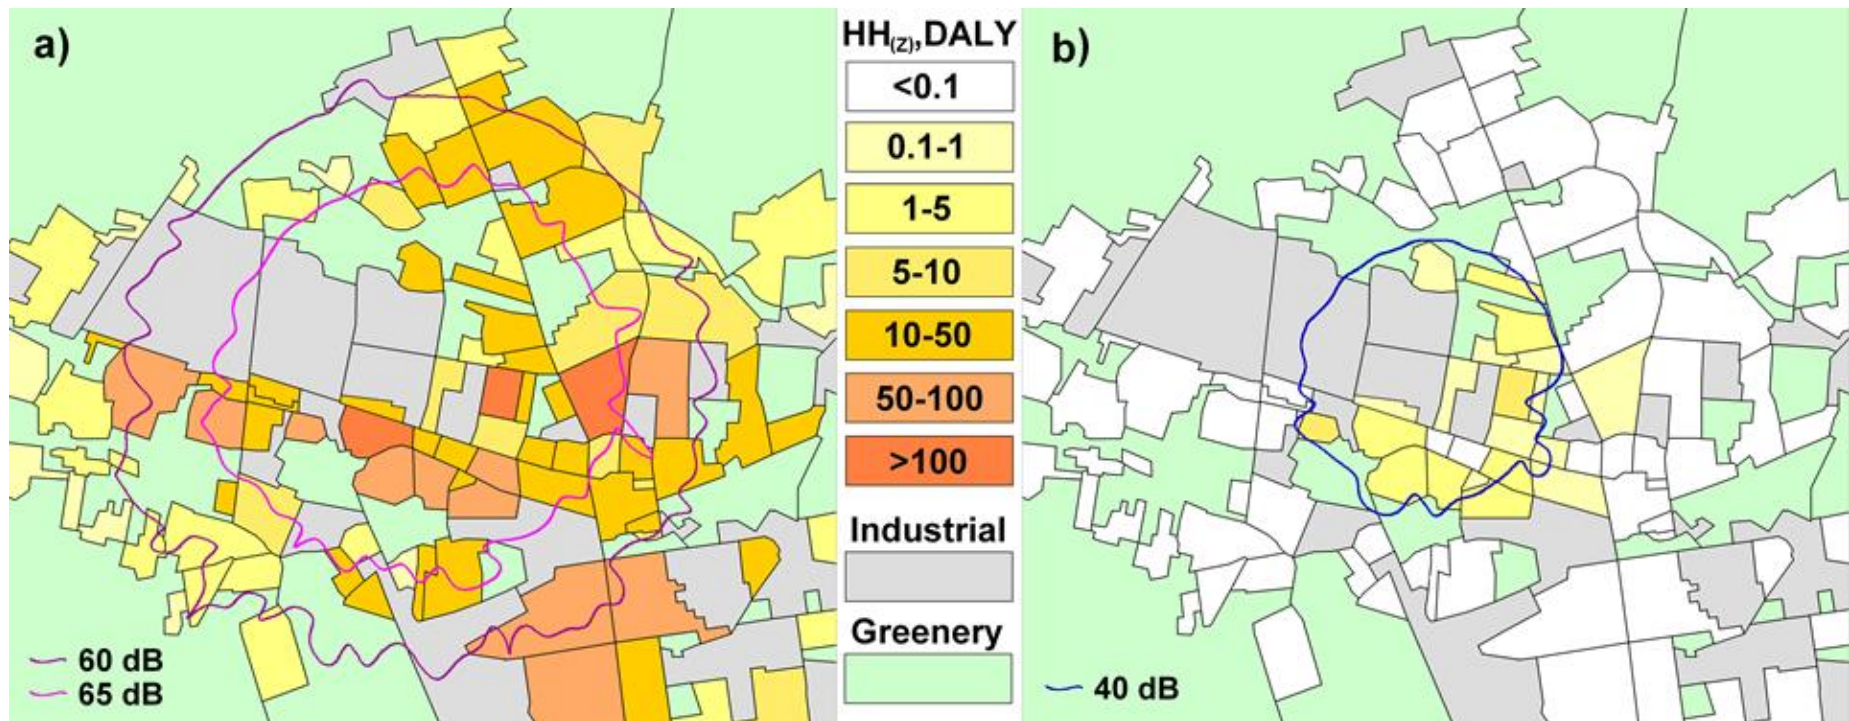 a)
60 dB
65 dB
HH(Z),DALY
<0.1
0.1-1
1-5
5-10
10-50
50-100
>100
Industrial
Greenery
b)
40 dB